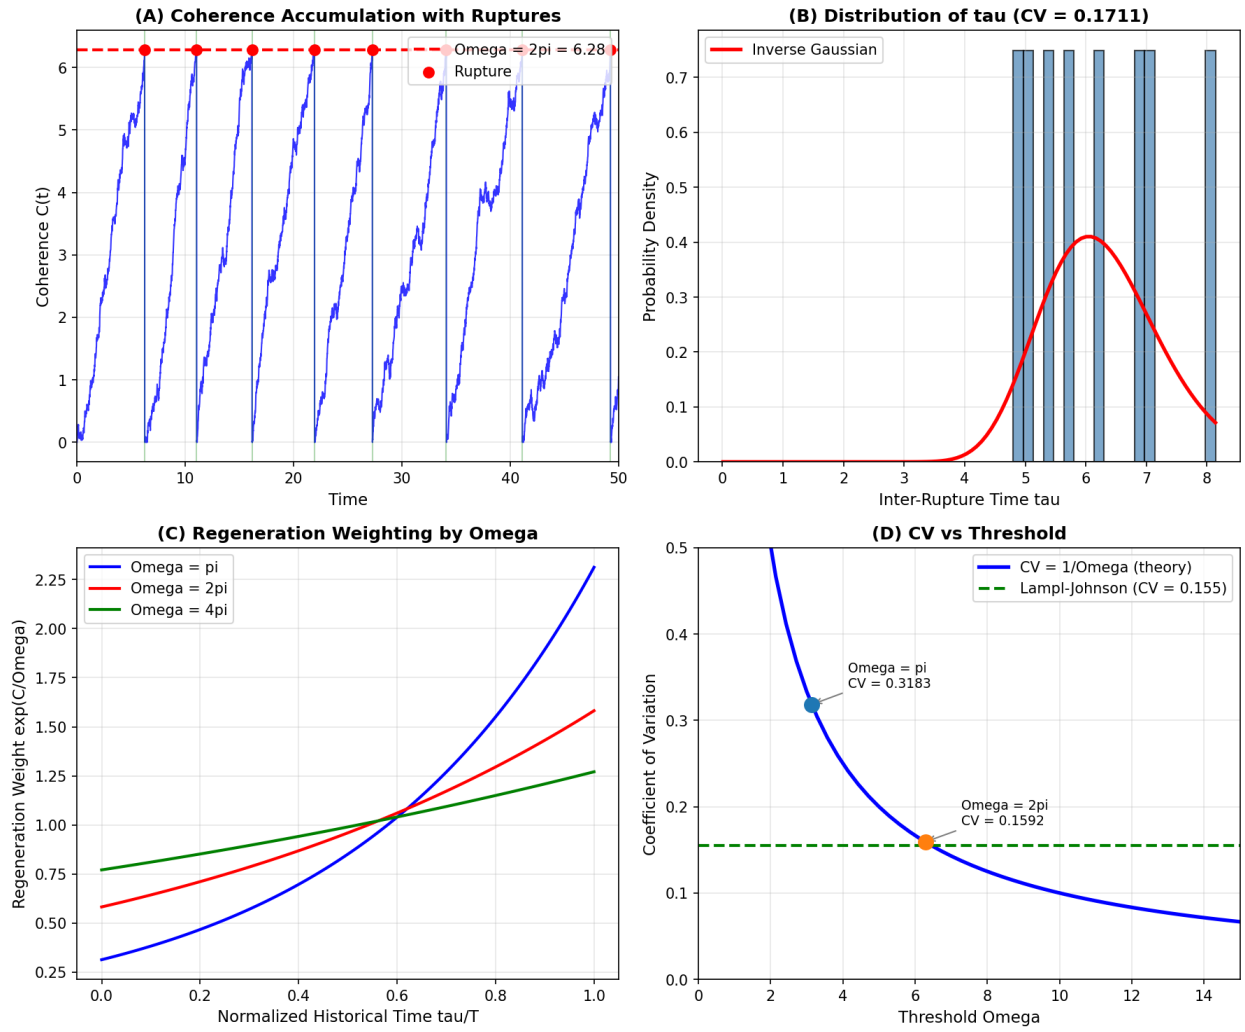 (A) Coherence Accumulation with Ruptures
Omega = 2pi = 6.28
Rupture
Coherence C(t)
6
5
4
3
2
1
0
0 10 20 30 40 50
Time
(B) Distribution of tau (CV = 0.1711)
Inverse Gaussian
Probability Density
0.7
0.6
0.5
0.4
0.3
0.2
0.1
0.0
0 1 2 3 4 5 6 7 8
Inter-Rupture Time tau
(C) Regeneration Weighting by Omega
Omega = pi
Omega = 2pi
Omega = 4pi
Regeneration Weight exp(C/Omega)
2.25
2.00
1.75
1.50
1.25
1.00
0.75
0.50
0.25
0.0 0.2 0.4 0.6 0.8 1.0
Normalized Historical Time tau/T
(D) CV vs Threshold
CV = 1/Omega (theory)
Lampl-Johnson (CV = 0.155)
Coefficient of Variation
0.5
0.4
0.3
0.2
0.1
0.0
Omega = pi
CV = 0.3183
Omega = 2pi
CV = 0.1592
0 2 4 6 8 10 12 14
Threshold Omega